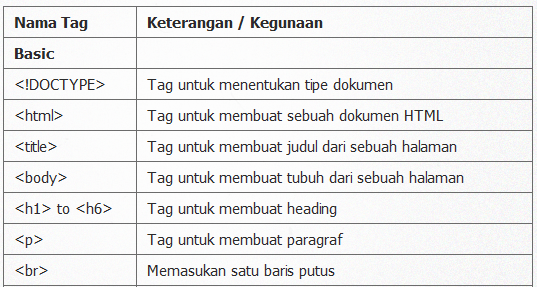 Nama Tag Keterangan / Kegunaan
Basic
<!DOCTYPE> Tag untuk menentukan tipe dokumen
<html> Tag untuk membuat sebuah dokumen HTML
<title> Tag untuk membuat judul dari sebuah halaman
<body> Tag untuk membuat tubuh dari sebuah halaman
<h1> to <h6> Tag untuk membuat heading
<p> Tag untuk membuat paragraf
<br> Memasukan satu baris putus